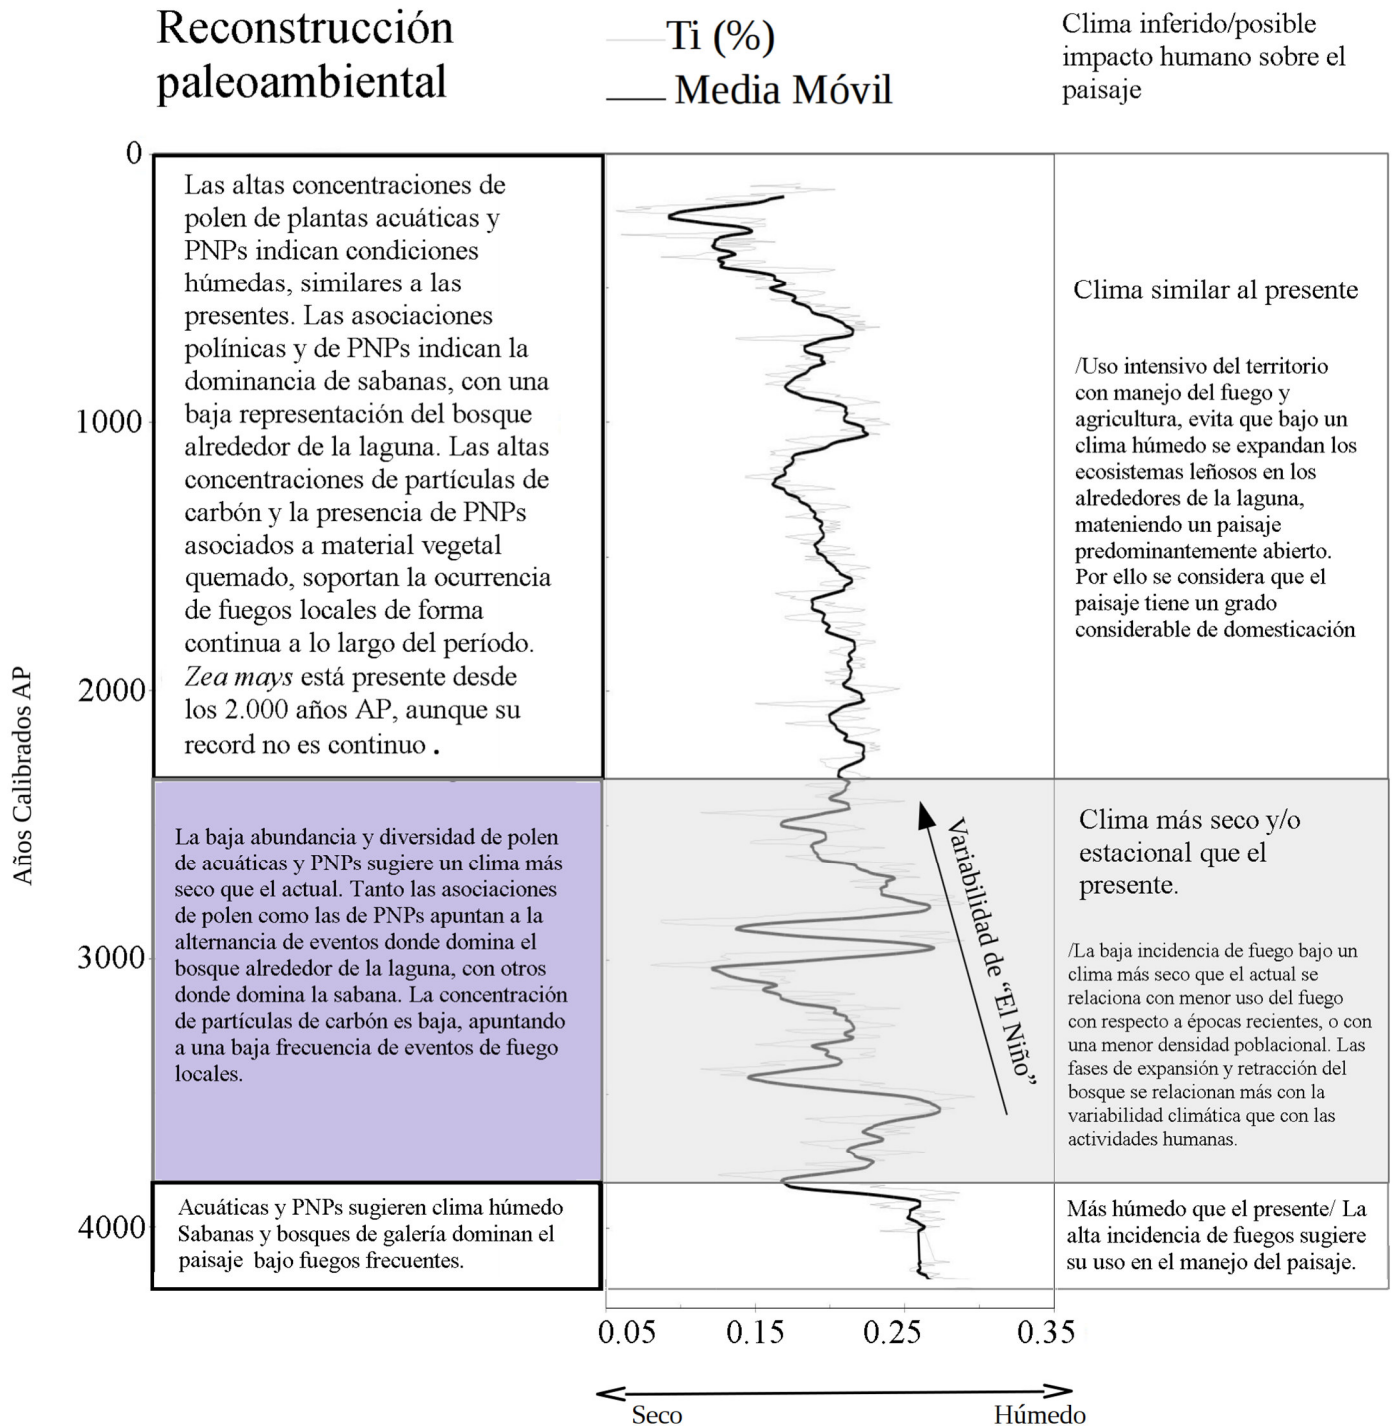 Reconstrucción
paleoambiental
Ti (%)
Media Móvil
Clima inferido/posible
impacto humano sobre el
paisaje
Años Calibrados AP
0
1000
2000
3000
4000
Las altas concentraciones de
polen de plantas acuáticas y
PNPs indican condiciones
húmedas, similares a las
presentes. Las asociaciones
polínicas y de PNPs indican la
dominancia de sabanas, con una
baja representación del bosque
alrededor de la laguna. Las altas
concentraciones de partículas de
carbón y la presencia de PNPs
asociados a material vegetal
quemado, soportan la ocurrencia
de fuegos locales de forma
continua a lo largo del período.
Zea mays está presente desde
los 2.000 años AP, aunque su
record no es continuo .
Clima similar al presente
/Uso intensivo del territorio
con manejo del fuego y
agricultura, evita que bajo un
clima húmedo se expandan los
ecosistemas leñosos en los
alrededores de la laguna,
mateniendo un paisaje
predominantemente abierto.
Por ello se considera que el
paisaje tiene un grado
considerable de domesticación
La baja abundancia y diversidad de polen
de acuáticas y PNPs sugiere un clima más
seco que el actual. Tanto las asociaciones
de polen como las de PNPs apuntan a la
alternancia de eventos donde domina el
bosque alrededor de la laguna, con otros
donde domina la sabana. La concentración
de partículas de carbón es baja, apuntando
a una baja frecuencia de eventos de fuego
locales.
Variabilidad de “El Niño”
Clima más seco y/o
estacional que el
presente.
/La baja incidencia de fuego bajo un
clima más seco que el actual se
relaciona con menor uso del fuego
con respecto a épocas recientes, o con
una menor densidad poblacional. Las
fases de expansión y retracción del
bosque se relacionan más con la
variabilidad climática que con las
actividades humanas.
Acuáticas y PNPs sugieren clima húmedo
Sabanas y bosques de galería dominan el
paisaje bajo fuegos frecuentes.
Más húmedo que el presente/ La
alta incidencia de fuegos sugiere
su uso en el manejo del paisaje.
0.05 0.15 0.25 0.35
Seco Húmedo